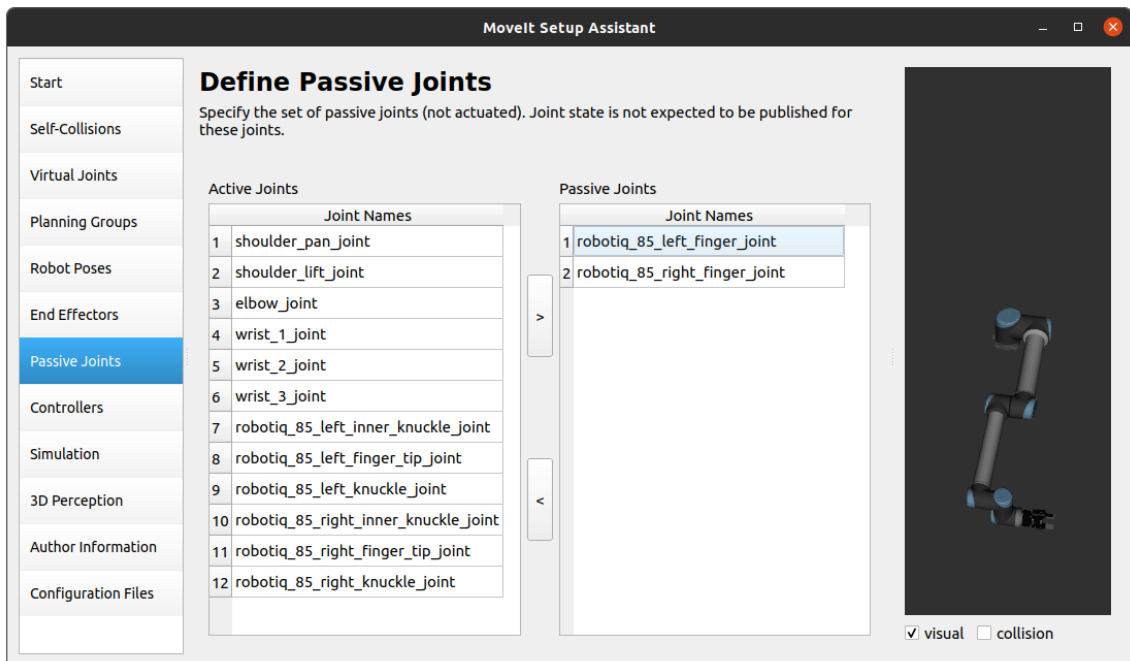 MoveIt Setup Assistant
Start
Self-Collisions
Virtual Joints
Planning Groups
Robot Poses
End Effectors
Passive Joints
Controllers
Simulation
3D Perception
Author Information
Configuration Files
Define Passive Joints
Specify the set of passive joints (not actuated). Joint state is not expected to be published for
these joints.
Active Joints
Joint Names
1 shoulder_pan_joint
2 shoulder_lift_joint
3 elbow_joint
4 wrist_1_joint
5 wrist_2_joint
6 wrist_3_joint
7 robotiq_85_left_inner_knuckle_joint
8 robotiq_85_left_finger_tip_joint
9 robotiq_85_left_knuckle_joint
10 robotiq_85_right_inner_knuckle_joint
11 robotiq_85_right_finger_tip_joint
12 robotiq_85_right_knuckle_joint
>
<
Passive Joints
Joint Names
1 robotiq_85_left_finger_joint
2 robotiq_85_right_finger_joint
visual
collision